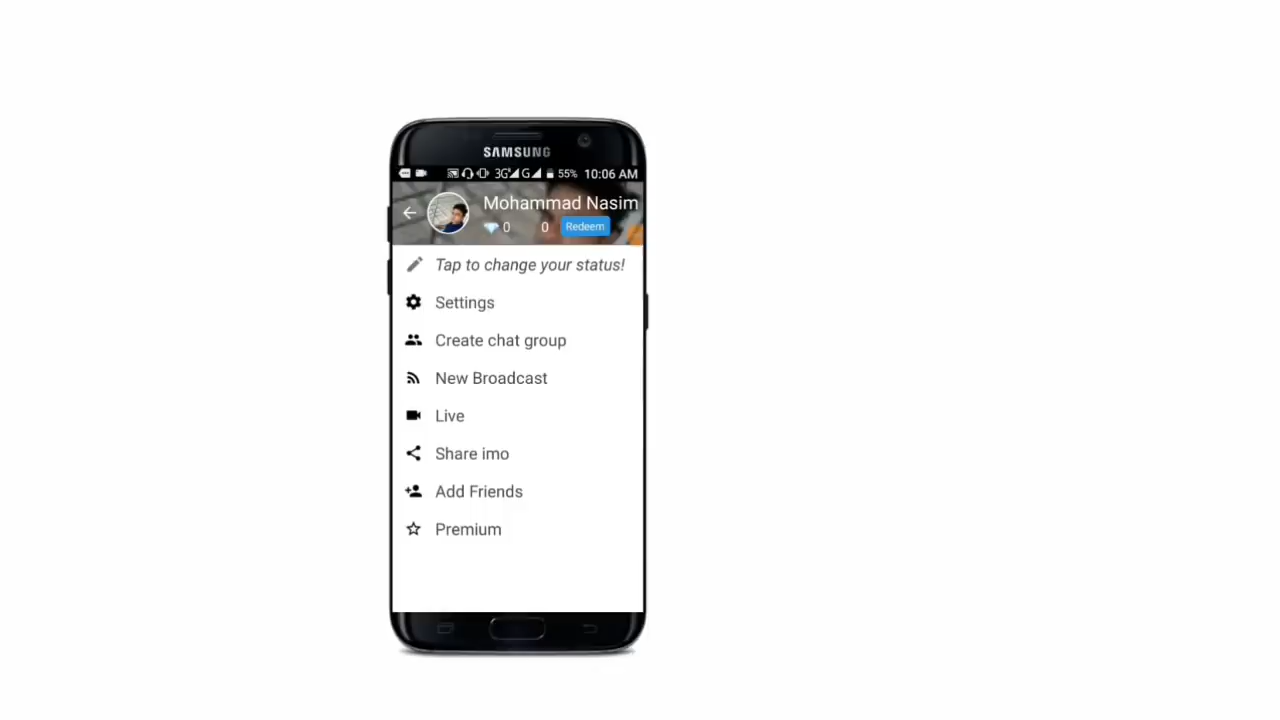 SAMSUNG
3G G 55% 10:06 AM
Mohammad Nasim
0 0 Redeem
Tap to change your status!
Settings
Create chat group
New Broadcast
Live
Share imo
Add Friends
Premium